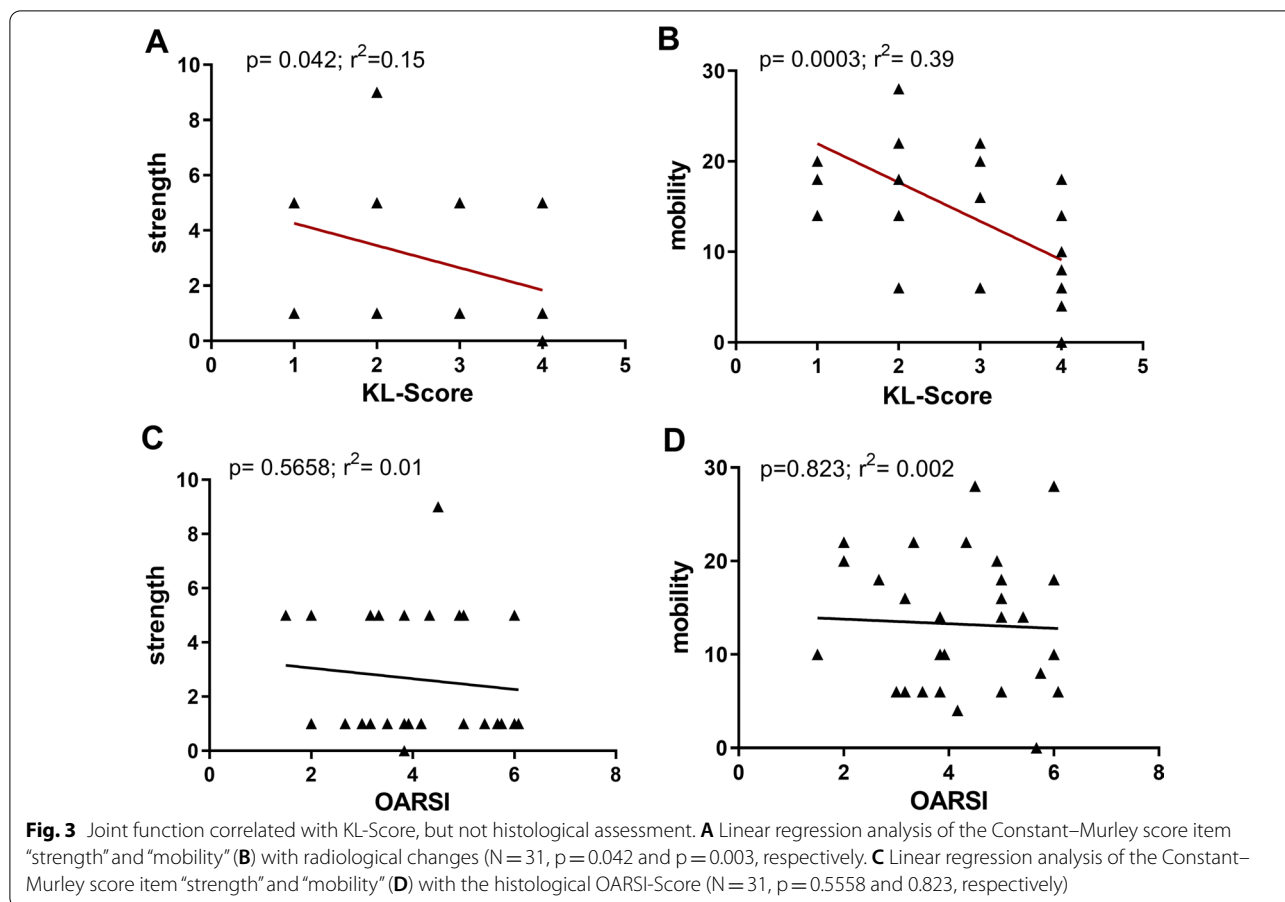 A
p= 0.042; r²=0.15
10
8
6
4
2
0
strength
0 1 2 3 4 5
KL-Score
B
p= 0.0003; r²= 0.39
30
20
10
0
mobility
0 1 2 3 4 5
KL-Score
C
p= 0.5658; r²= 0.01
10
8
6
4
2
0
strength
0 2 4 6 8
OARSI
D
p=0.823; r²= 0.002
30
20
10
0
mobility
0 2 4 6 8
OARSI
Fig. 3 Joint function correlated with KL-Score, but not histological assessment. A Linear regression analysis of the Constant–Murley score item
“strength” and “mobility” (B) with radiological changes (N = 31, p = 0.042 and p = 0.003, respectively. C Linear regression analysis of the Constant–
Murley score item “strength” and “mobility” (D) with the histological OARSI-Score (N = 31, p = 0.5558 and 0.823, respectively)